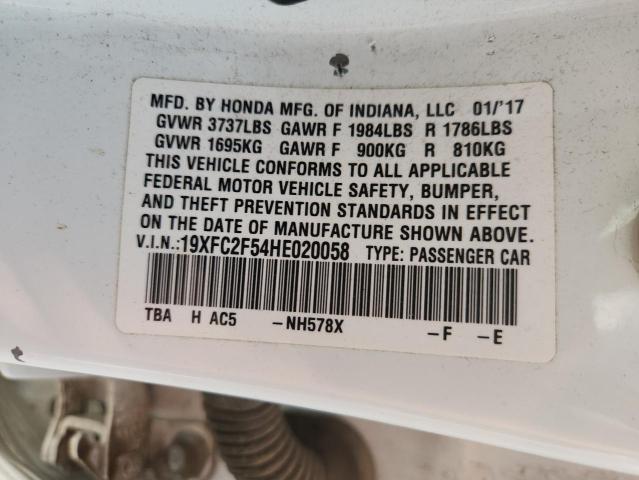 MFD. BY HONDA MFG. OF INDIANA, LLC 01/'17
GVWR 3737LBS GAWR F 1984LBS R 1786LBS
GVWR 1695KG GAWR F 900KG R 810KG
THIS VEHICLE CONFORMS TO ALL APPLICABLE
FEDERAL MOTOR VEHICLE SAFETY, BUMPER,
AND THEFT PREVENTION STANDARDS IN EFFECT
ON THE DATE OF MANUFACTURE SHOWN ABOVE.
V.I.N.:19XFC2F54HE020058 TYPE: PASSENGER CAR
TBA H AC5 -NH578X -F -E